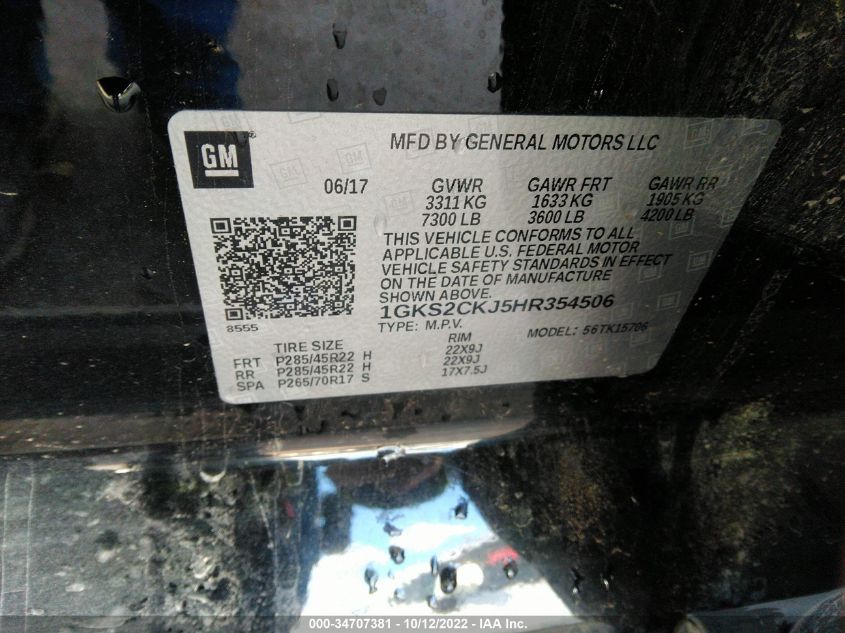 GM
MFD BY GENERAL MOTORS LLC
06/17 GVWR GAWR FRT GAWR RR
3311 KG 1633 KG 1905 KG
7300 LB 3600 LB 4200 LB
THIS VEHICLE CONFORMS TO ALL
APPLICABLE U.S. FEDERAL MOTOR
VEHICLE SAFETY STANDARDS IN EFFECT
ON THE DATE OF MANUFACTURE
SHOWN ABOVE.
8555
1GKS2CKJ5HR354506
TYPE: M.P.V. MODEL: 56TK15706
TIRE SIZE RIM
FRT P285/45R22 H 22X9J
RR P285/45R22 H 22X9J
SPA P265/70R17 S 17X7.5J
000-34707381 - 10/12/2022 - IAA Inc.